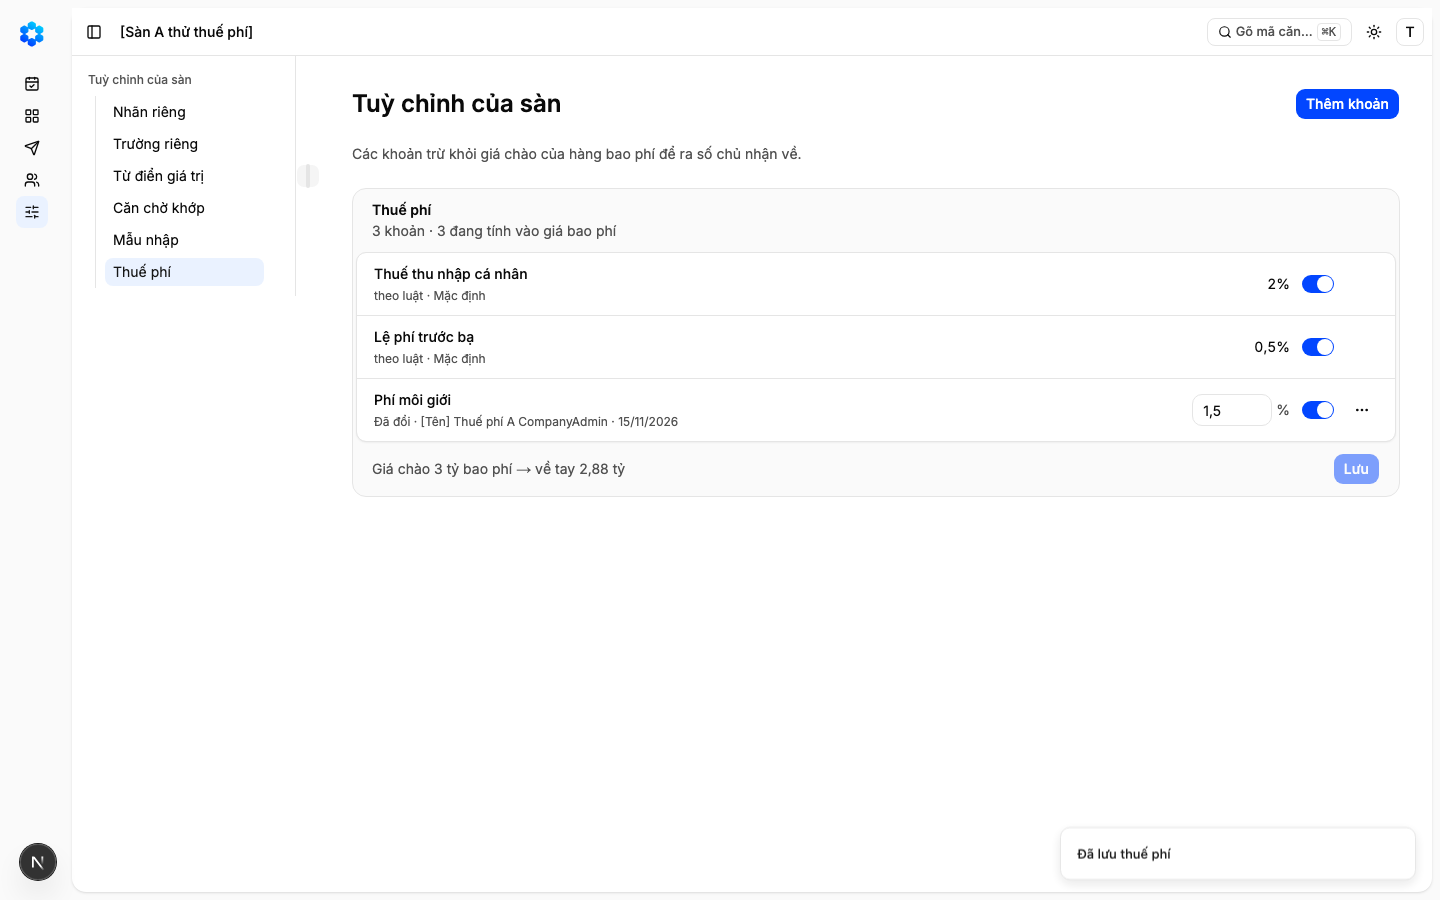 [Sàn A thử thuế phí]
Gõ mã căn... ⌘K
T
Tuỳ chỉnh của sàn
Nhãn riêng
Trường riêng
Từ điển giá trị
Căn chờ khớp
Mẫu nhập
Thuế phí
Tuỳ chỉnh của sàn
Thêm khoản
Các khoản trừ khỏi giá chào của hàng bao phí để ra số chủ nhận về.
Thuế phí
3 khoản · 3 đang tính vào giá bao phí
Thuế thu nhập cá nhân
theo luật · Mặc định
2%
Lệ phí trước bạ
theo luật · Mặc định
0,5%
Phí môi giới
Đã đổi · [Tên] Thuế phí A CompanyAdmin · 15/11/2026
1,5 %
Giá chào 3 tỷ bao phí → về tay 2,88 tỷ
Lưu
N
Đã lưu thuế phí